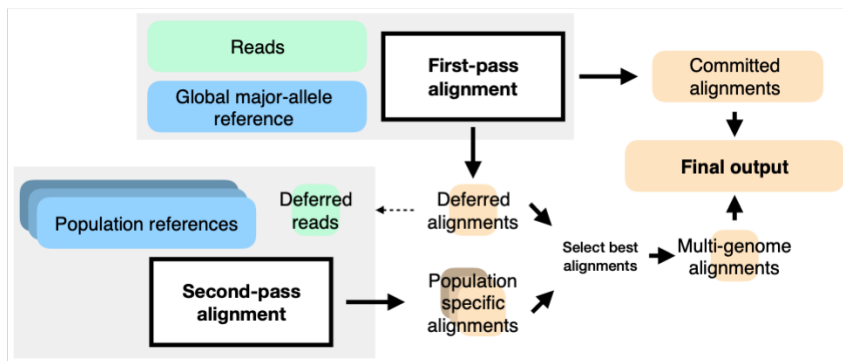 Reads
Global major-allele
reference
First-pass
alignment
Committed
alignments
Final output
Population references
Deferred
reads
Deferred
alignments
Select best
alignments
Multi-genome
alignments
Second-pass
alignment
Population
specific
alignments